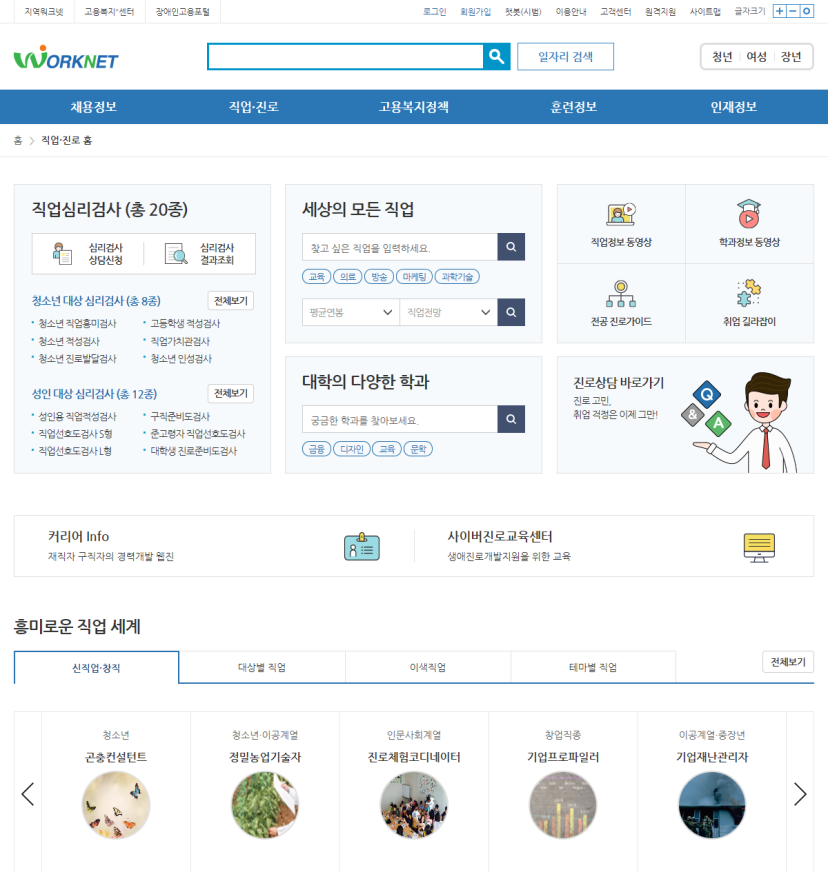 지역워크넷 고용복지+센터 장애인고용포털
로그인 회원가입 챗봇(시범) 이용안내 고객센터 원격지원 사이트맵 글자크기
WORKNET
일자리 검색
청년 여성 장년
채용정보 직업·진로 고용복지정책 훈련정보 인재정보
홈 > 직업·진로 홈
직업심리검사 (총 20종)
심리검사
상담신청
심리검사
결과조회
청소년 대상 심리검사 (총 8종) 전체보기
청소년 직업흥미검사 고등학생 적성검사
청소년 적성검사 직업가치관검사
청소년 진로발달검사 청소년 인성검사
성인 대상 심리검사 (총 12종) 전체보기
성인용 직업적성검사 구직준비도검사
직업선호도검사 S형 준고령자 직업선호도검사
직업선호도검사 L형 대학생 진로준비도검사
세상의 모든 직업
찾고 싶은 직업을 입력하세요.
교육 의료 방송 마케팅 과학기술
평균연봉 직업전망
대학의 다양한 학과
궁금한 학과를 찾아보세요.
금융 디자인 교육 문학
직업정보 동영상 학과정보 동영상
전공 진로가이드 취업 길라잡이
진로상담 바로가기
진로 고민,
취업 걱정은 이제 그만!
Q
&
A
커리어 Info
재직자 구직자의 경력개발 웹진
사이버진로교육센터
생애진로개발지원을 위한 교육
흥미로운 직업 세계
신직업·창직 대상별 직업 이색직업 테마별 직업 전체보기
청소년 청소년·이공계열 인문사회계열 창업직종 이공계열·중장년
곤충컨설턴트 정밀농업기술자 진로체험코디네이터 기업프로파일러 기업재난관리자